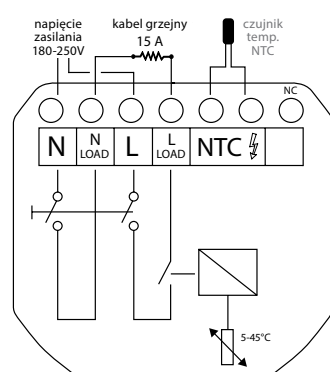 napięcie
zasilania
180-250V
kabel grzejny
15 A
czujnik
temp.
NTC
NC
N
N
LOAD
L
L
LOAD
NTC
5-45°C